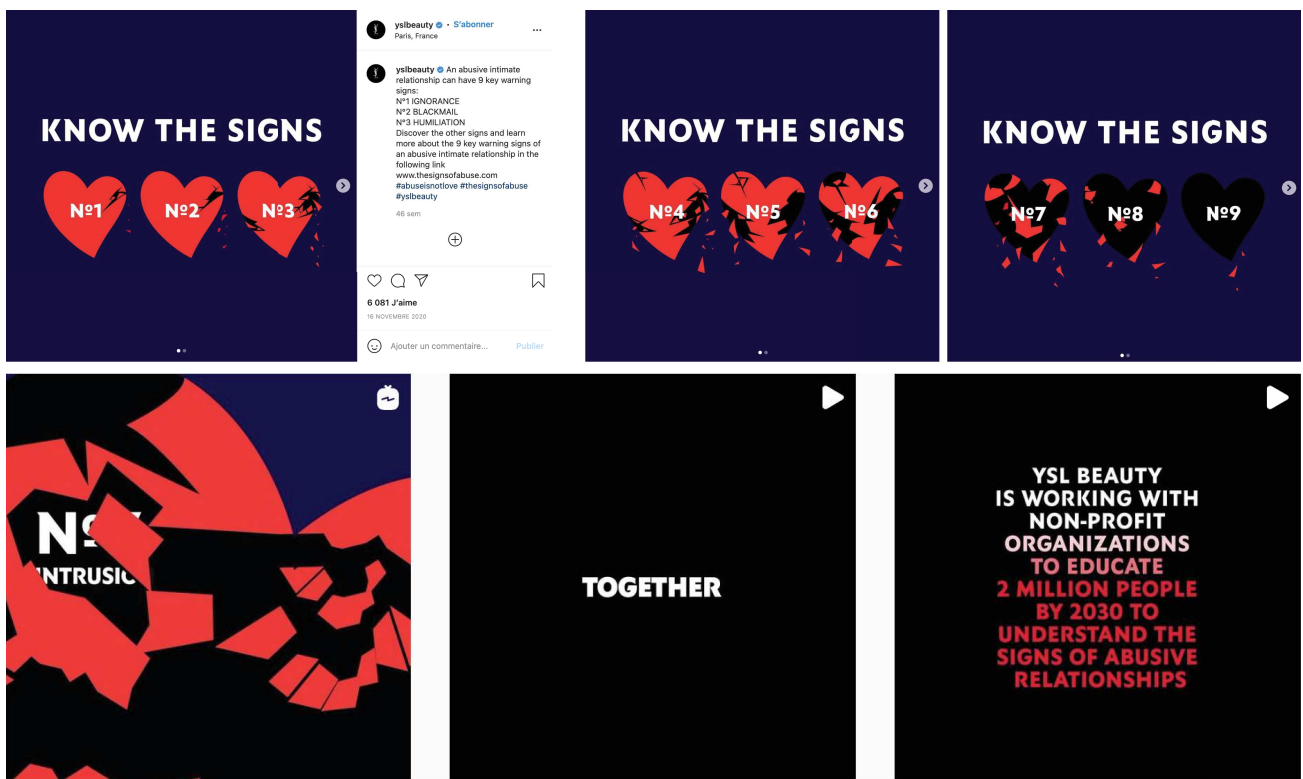 KNOW THE SIGNS
Nº1 Nº2 Nº3
yslbeauty • S'abonner
Paris, France
yslbeauty An abusive intimate
relationship can have 9 key warning
signs:
N°1 IGNORANCE
N°2 BLACKMAIL
N°3 HUMILIATION
Discover the other signs and learn
more about the 9 key warning signs of
an abusive intimate relationship in the
following link
www.thesignsofabuse.com
#abuseisnotlove #thesignsofabuse
#yslbeauty
46 sem
6 081 J'aime
16 NOVEMBRE 2020
Ajouter un commentaire... Publier
KNOW THE SIGNS
Nº4 Nº5 Nº6
KNOW THE SIGNS
Nº7 Nº8 Nº9
Nº
INTRUSIO
TOGETHER
YSL BEAUTY
IS WORKING WITH
NON-PROFIT
ORGANIZATIONS
TO EDUCATE
2 MILLION PEOPLE
BY 2030 TO
UNDERSTAND THE
SIGNS OF ABUSIVE
RELATIONSHIPS